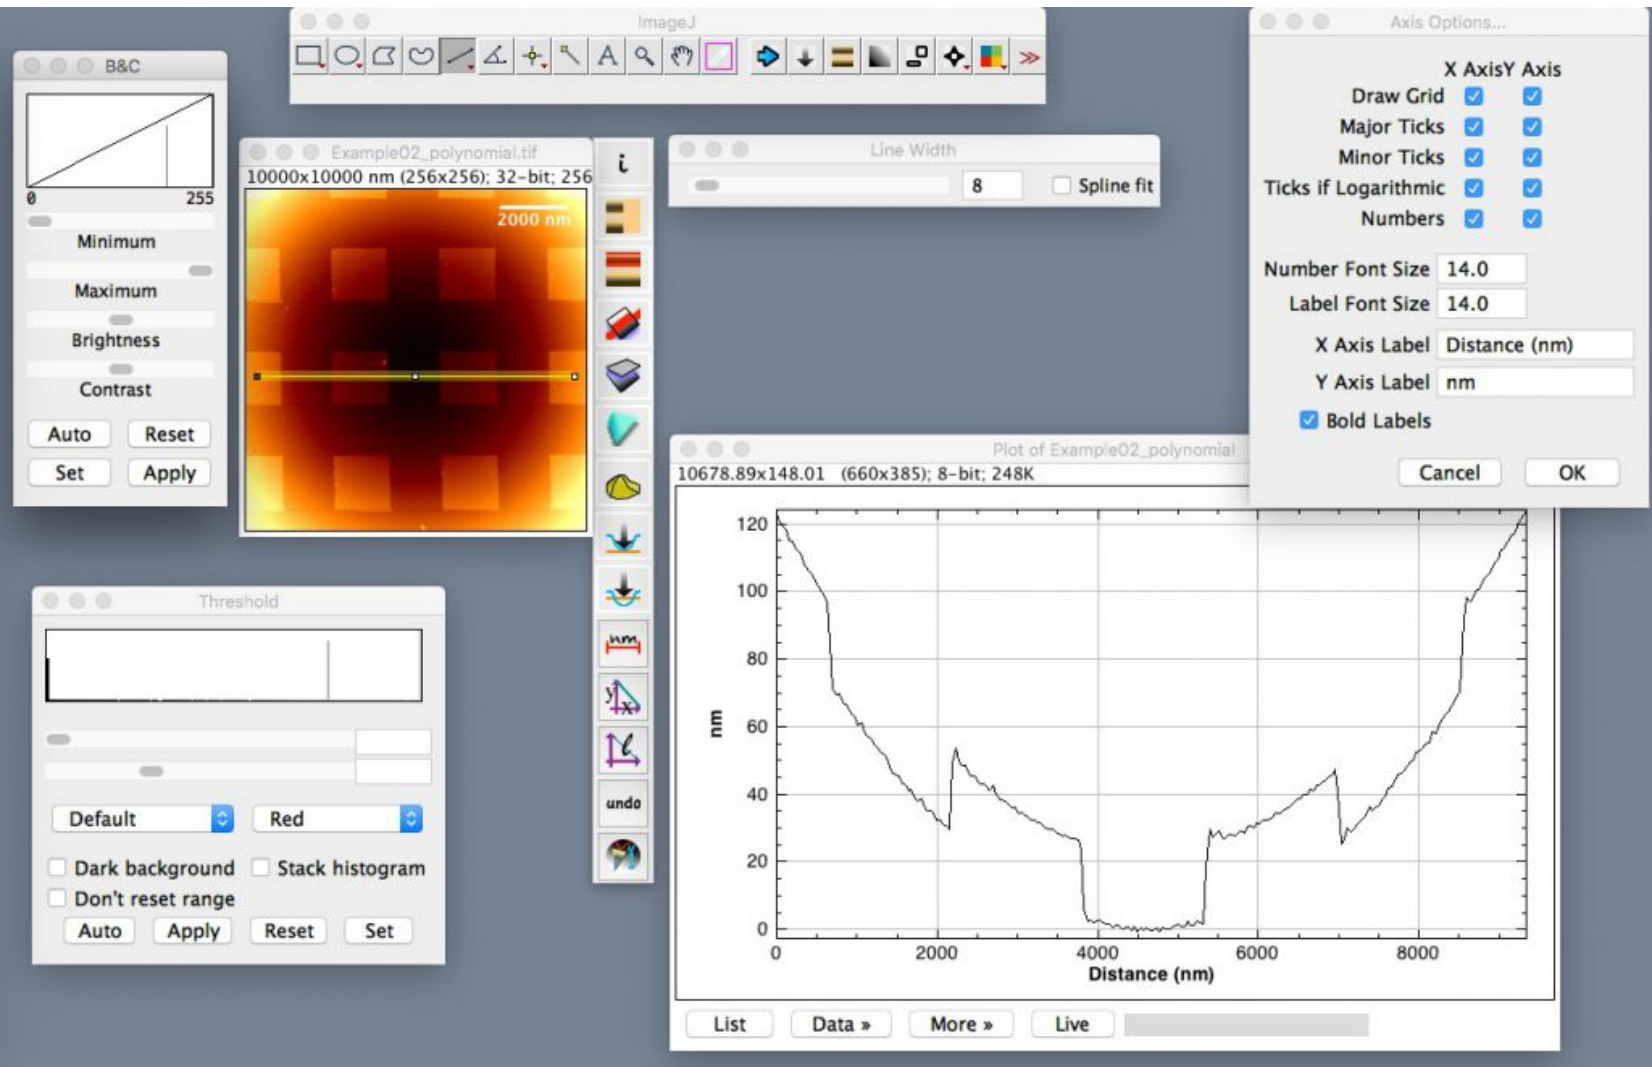 ImageJ
A
B&C
0 255
Minimum
Maximum
Brightness
Contrast
Auto Reset
Set Apply
Example02_polynomial.tif
10000x10000 nm (256x256); 32-bit; 256
2000 nm
i
nm
y x
ℓ
undo
Line Width
8 Spline fit
Axis Options...
X Axis Y Axis
Draw Grid
Major Ticks
Minor Ticks
Ticks if Logarithmic
Numbers
Number Font Size 14.0
Label Font Size 14.0
X Axis Label Distance (nm)
Y Axis Label nm
Bold Labels
Cancel OK
Threshold
Default Red
Dark background Stack histogram
Don't reset range
Auto Apply Reset Set
Plot of Example02_polynomial
10678.89x148.01 (660x385); 8-bit; 248K
120
100
80
60
40
20
0
nm
0 2000 4000 6000 8000
Distance (nm)
List Data » More » Live